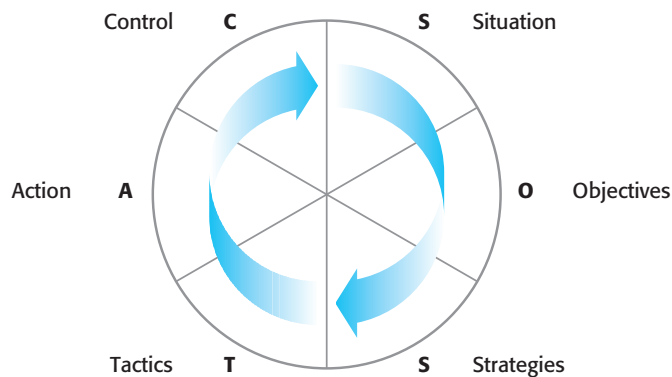 Control C S Situation
Action A O Objectives
Tactics T S Strategies